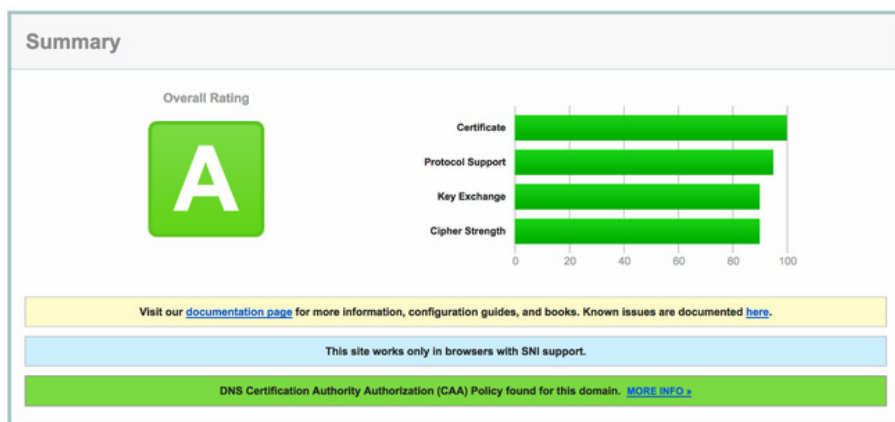 Summary
Overall Rating
A
Certificate
Protocol Support
Key Exchange
Cipher Strength
0 20 40 60 80 100
Visit our documentation page for more information, configuration guides, and books. Known issues are documented here.
This site works only in browsers with SNI support.
DNS Certification Authority Authorization (CAA) Policy found for this domain. MORE INFO »